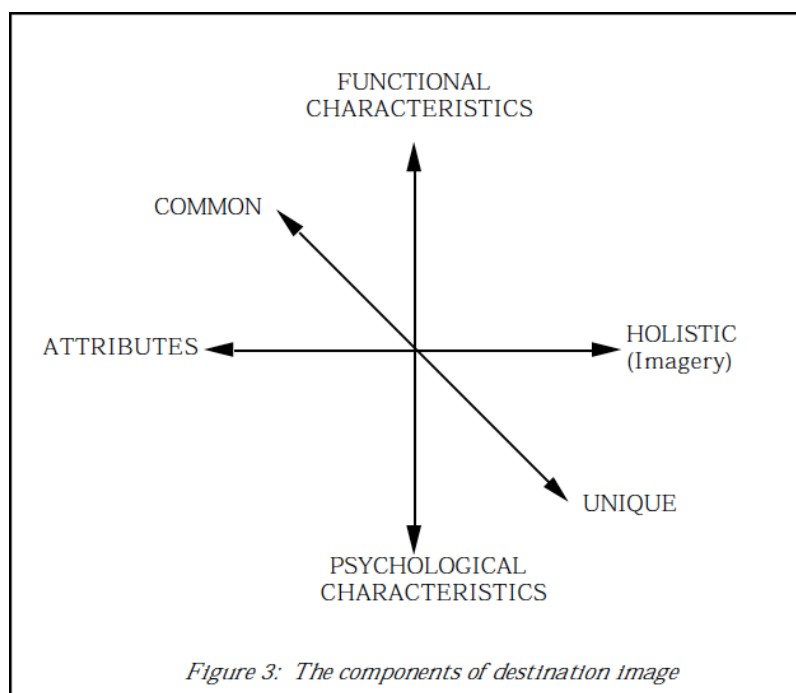 FUNCTIONAL
CHARACTERISTICS
COMMON
ATTRIBUTES
HOLISTIC
(Imagery)
UNIQUE
PSYCHOLOGICAL
CHARACTERISTICS
Figure 3: The components of destination image